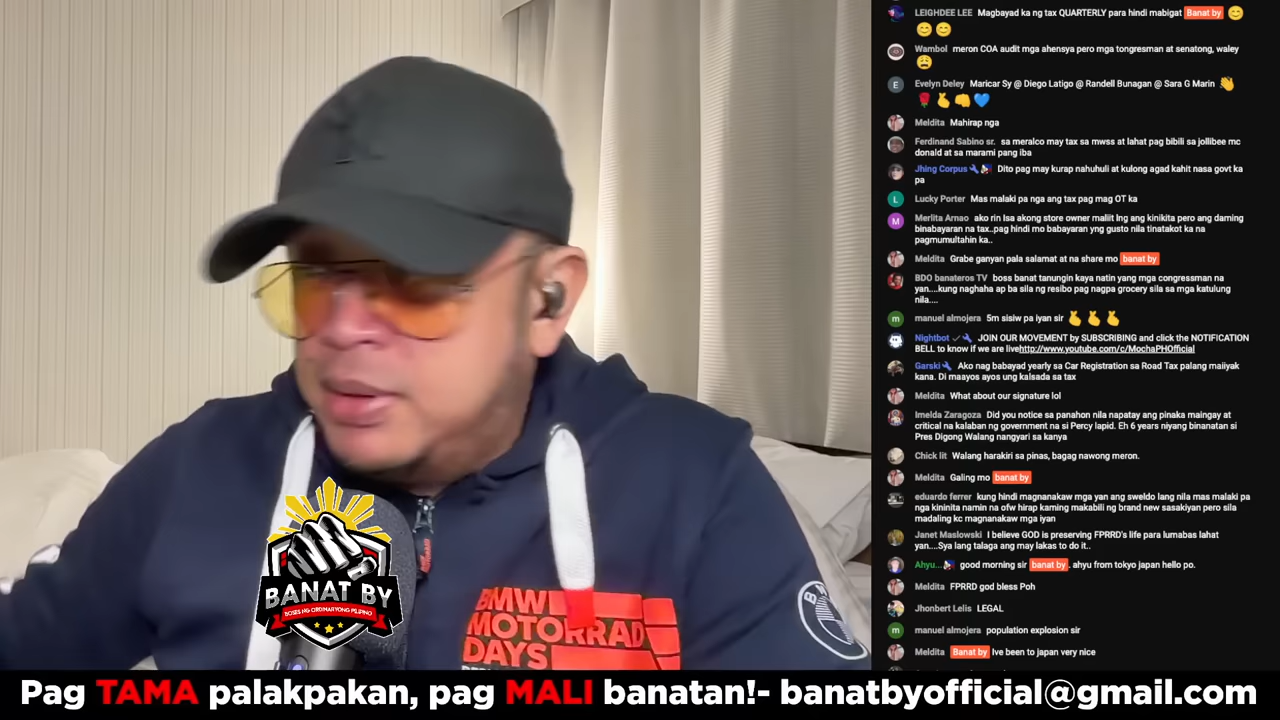 LEIGHDEE LEE Magbayad ka ng tax QUARTERLY para hindi mabigat Banat by 😊
😊😊
Wambol meron COA audit mga ahensya pero mga tongresman at senatong, waley
😩
E Evelyn Deley Maricar Sy @ Diego Latigo @ Randell Bunagan @ Sara G Marin 👋
🌹🫰👊💙
Meldita Mahirap nga
Ferdinand Sabino sr. sa meralco may tax sa mwss at lahat pag bibili sa jollibee mc
donald at sa marami pang iba
Jhing Corpus Dito pag may kurap nahuhuli at kulong agad kahit nasa govt ka
pa
L Lucky Porter Mas malaki pa nga ang tax pag mag OT ka
M Merlita Arnao ako rin Isa akong store owner maliit lng ang kinikita pero ang daming
binabayaran na tax..pag hindi mo babayaran yng gusto nila tinatakot ka na
pagmumultahin ka..
Meldita Grabe ganyan pala salamat at na share mo banat by
BDO banateros TV boss banat tanungin kaya natin yang mga congressman na
yan....kung naghaha ap ba sila ng resibo pag nagpa grocery sila sa mga katulung
nila....
m manuel almojera 5m sisiw pa iyan sir 🫰🫰🫰
Nightbot JOIN OUR MOVEMENT by SUBSCRIBING and click the NOTIFICATION
BELL to know if we are livehttp://www.youtube.com/c/MochaPHOfficial
Garski Ako nag babayad yearly sa Car Registration sa Road Tax palang maiiyak
kana. Di maayos ayos ung kalsada sa tax
Meldita What about our signature lol
Imelda Zaragoza Did you notice sa panahon nila napatay ang pinaka maingay at
critical na kalaban ng government na si Percy lapid. Eh 6 years niyang binanatan si
Pres Digong Walang nangyari sa kanya
Chick lit Walang harakiri sa pinas, bagag nawong meron.
Meldita Galing mo banat by
eduardo ferrer kung hindi magnanakaw mga yan ang sweldo lang nila mas malaki pa
nga kininita namin na ofw hirap kaming makabili ng brand new sasakiyan pero sila
madaling kc magnanakaw mga iyan
Janet Maslowski I believe GOD is preserving FPRRD's life para lumabas lahat
yan....Sya lang talaga ang may lakas to do it..
Ahyu... good morning sir banat by. ahyu from tokyo japan hello po.
Meldita FPRRD god bless Poh
Jhonbert Lelis LEGAL
m manuel almojera population explosion sir
Meldita Banat by Ive been to japan very nice
BANAT BY
BOSES NG ORDINARYONG PILIPINO
BMW
MOTORRAD
DAYS
Pag TAMA palakpakan, pag MALI banatan!- banatbyofficial@gmail.com